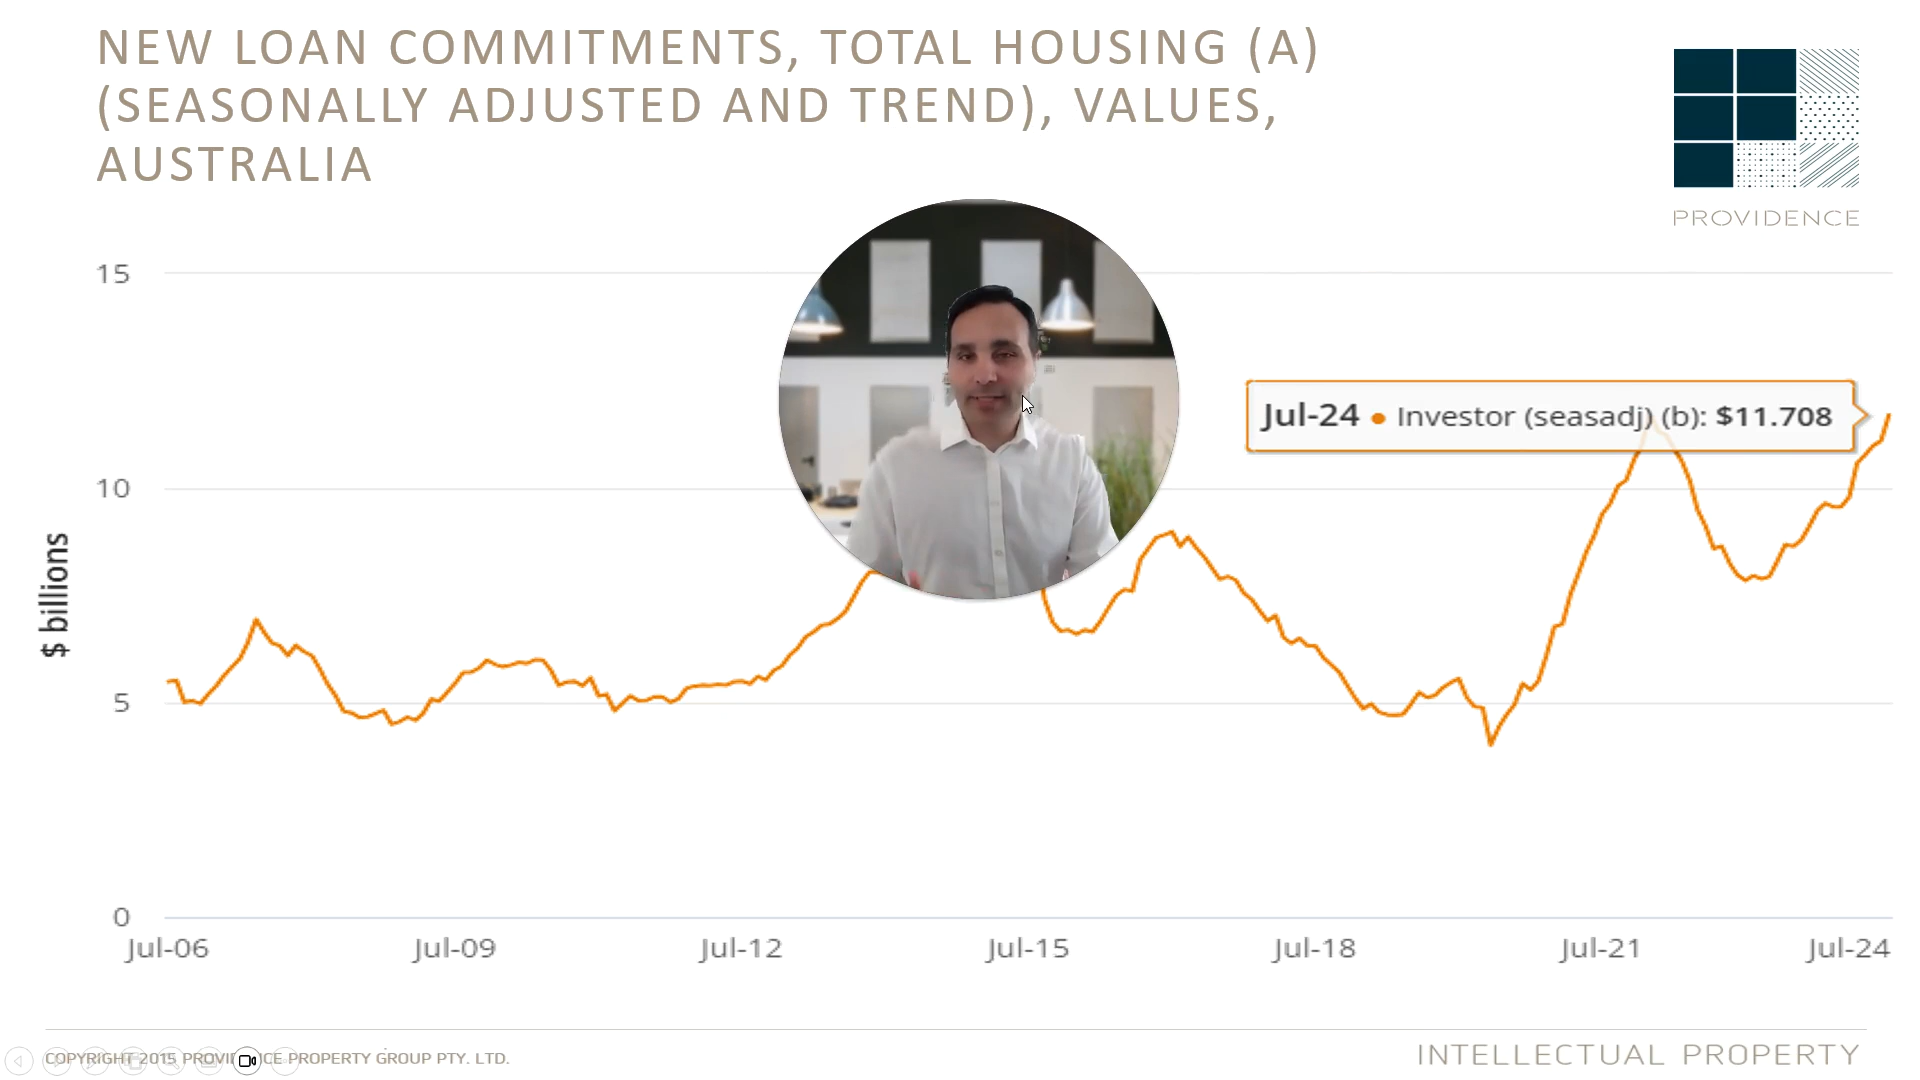 NEW LOAN COMMITMENTS, TOTAL HOUSING (A)
(SEASONALLY ADJUSTED AND TREND), VALUES,
AUSTRALIA
PROVIDENCE
15
Jul-24 ● Investor (seasadj) (b): $11.708
10
$ billions
5
0
Jul-06
Jul-09
Jul-12
Jul-15
Jul-18
Jul-21
Jul-24
COPYRIGHT 2015 PROVIDENCE PROPERTY GROUP PTY. LTD.
INTELLECTUAL PROPERTY